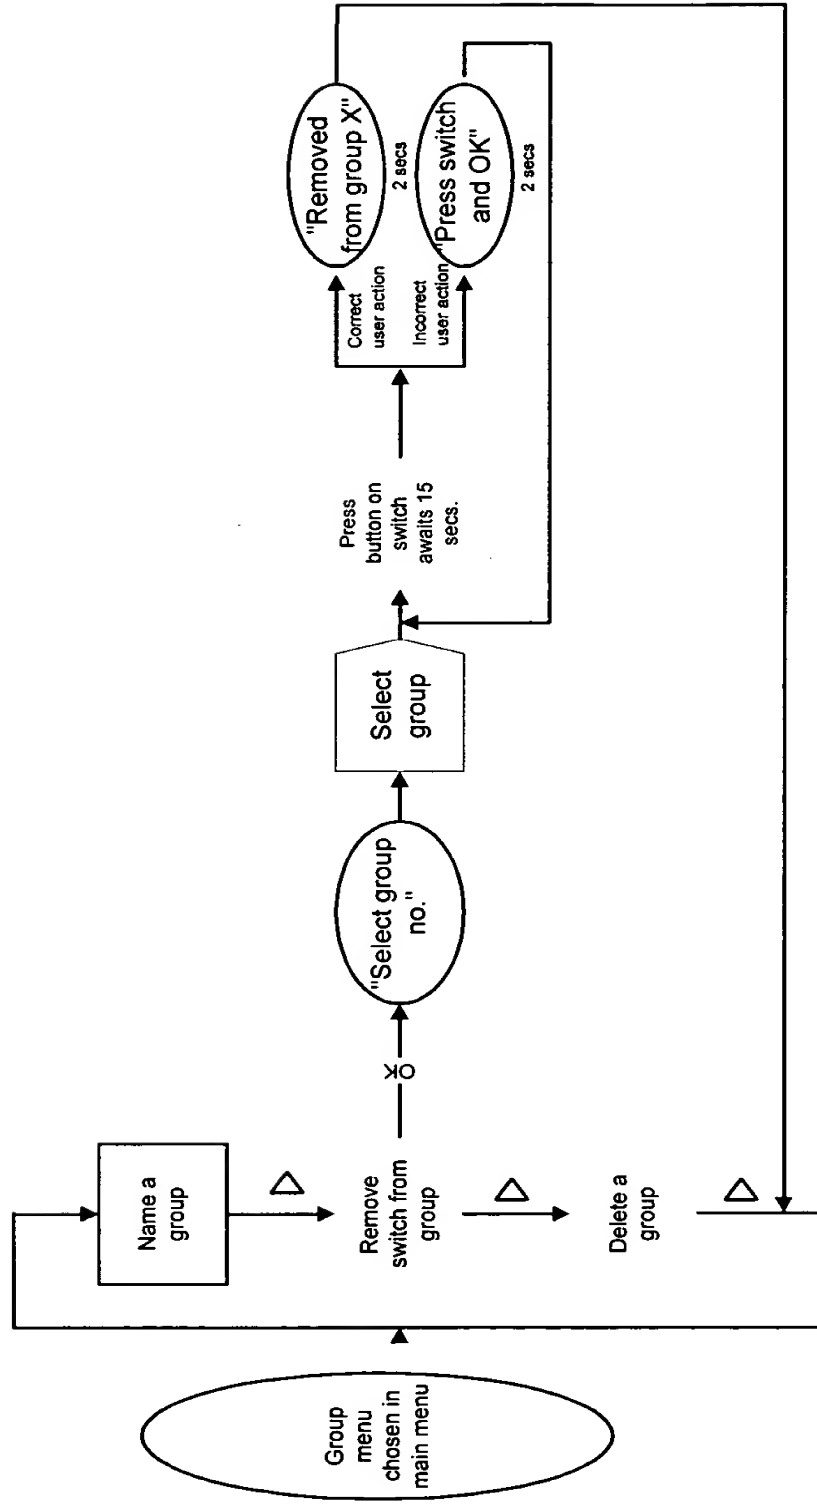 Group
menu
chosen in
main menu
Name a
group
Remove
switch from
group
Delete a
group
OK
"Select group
no."
Select
group
Press
button on
switch
awaits 15
secs.
Correct
user action
Incorrect
user action
"Removed
from group X"
2 secs
"Press switch
and OK"
2 secs